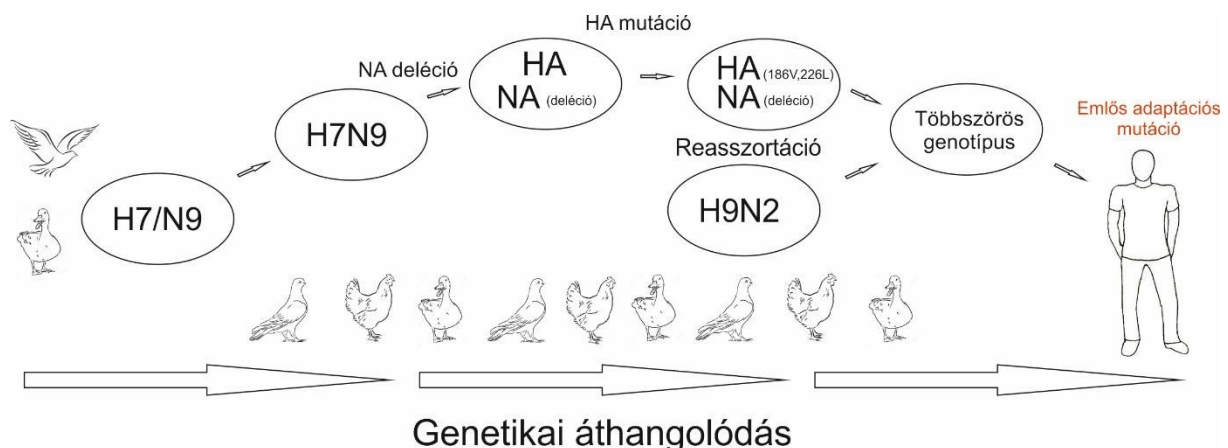 HA mutáció
NA deléció
HA
NA (deléció)
HA (186V,226L)
NA (deléció)
H7N9
H7/N9
Reasszortáció
H9N2
Többszörös
genotípus
Emlős adaptációs
mutáció
Genetikai áthangolódás